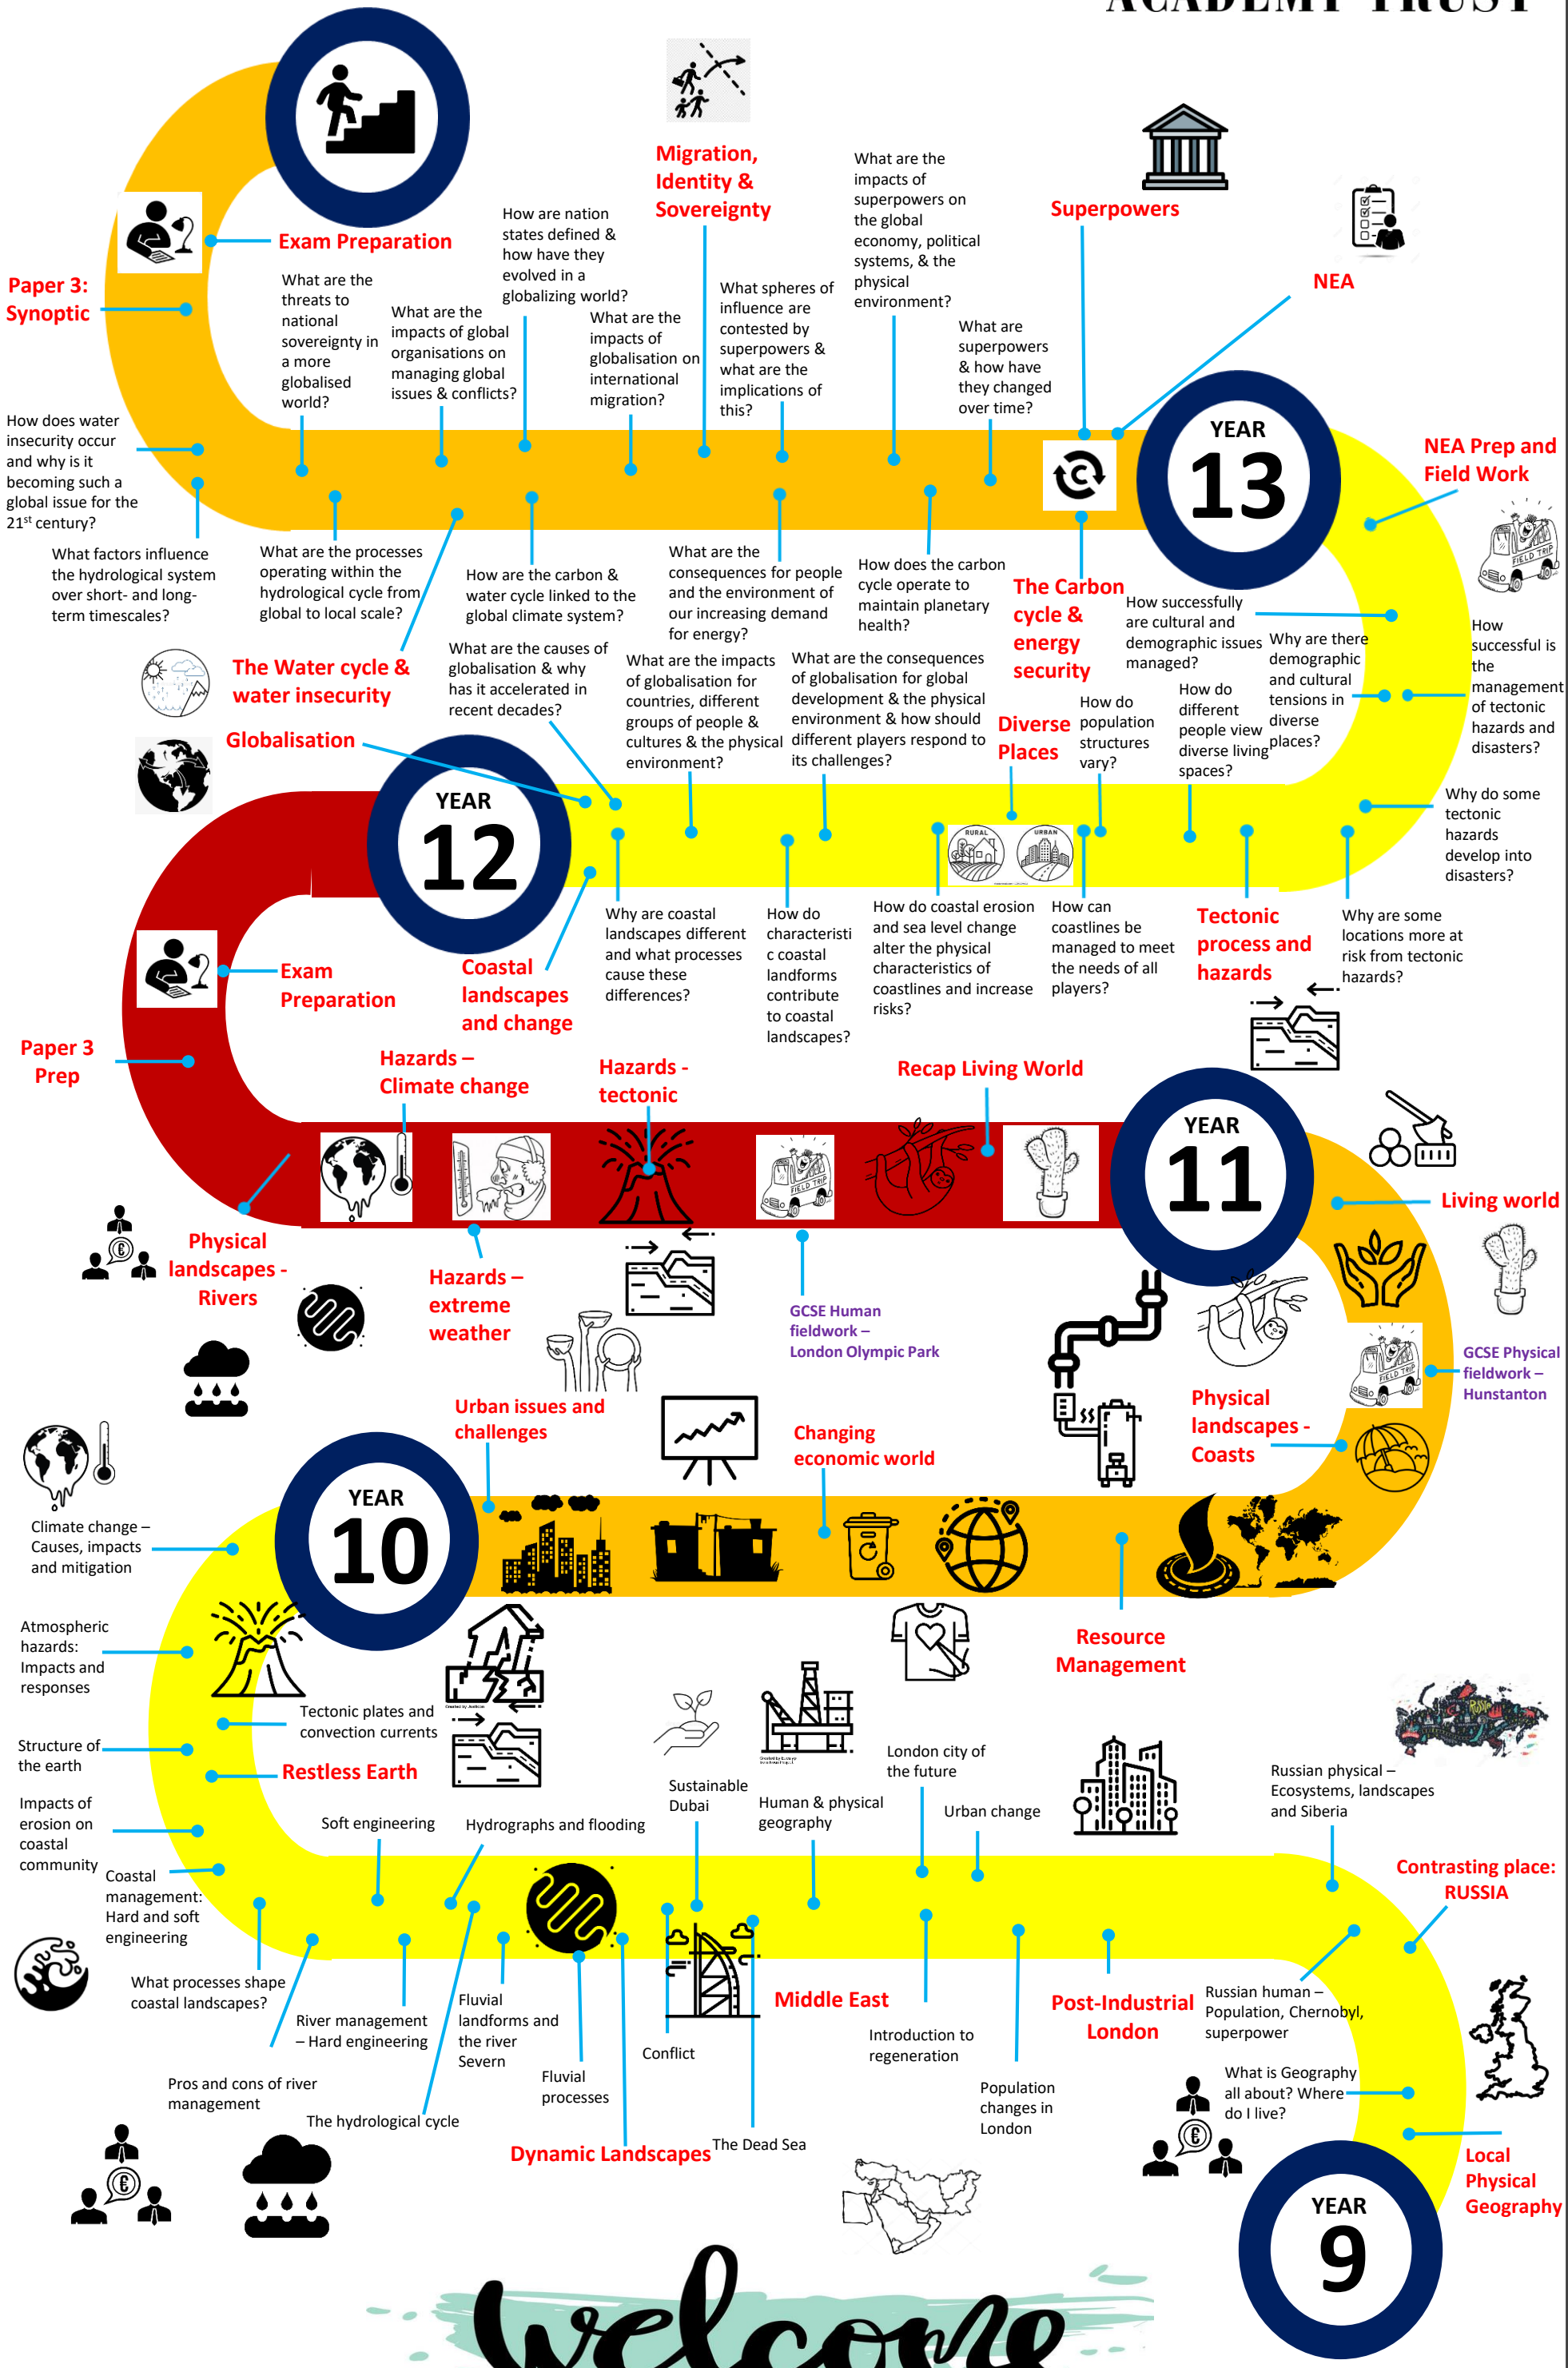 ACADEMY TRUST
Migration,
Identity &
Sovereignty
What are the
impacts of
superpowers on
the global
economy, political
systems, & the
physical
environment?
Superpowers
NEA
How are nation
states defined &
how have they
evolved in a
globalizing world?
Exam Preparation
Paper 3:
Synoptic
What are the
threats to
national
sovereignty in
a more
globalised
world?
What are the
impacts of global
organisations on
managing global
issues & conflicts?
What are the
impacts of
globalisation on
international
migration?
What spheres of
influence are
contested by
superpowers &
what are the
implications of
this?
What are
superpowers
& how have
they changed
over time?
How does water
insecurity occur
and why is it
becoming such a
global issue for the
21st century?
C
YEAR
13
NEA Prep and
Field Work
FIELD TRIP
What factors influence
the hydrological system
over short- and long-
term timescales?
What are the processes
operating within the
hydrological cycle from
global to local scale?
How are the carbon &
water cycle linked to the
global climate system?
What are the
consequences for people
and the environment of
our increasing demand
for energy?
How does the carbon
cycle operate to
maintain planetary
health?
The Carbon
cycle &
energy
security
How successfully
are cultural and
demographic issues
managed?
Why are there
demographic
and cultural
tensions in
diverse
places?
How
successful is
the
management
of tectonic
hazards and
disasters?
The Water cycle &
water insecurity
What are the causes of
globalisation & why
has it accelerated in
recent decades?
What are the impacts
of globalisation for
countries, different
groups of people &
cultures & the physical
environment?
What are the consequences
of globalisation for global
development & the physical
environment & how should
different players respond to
its challenges?
Diverse
Places
How do
population
structures
vary?
How do
different
people view
diverse living
spaces?
Globalisation
YEAR
12
RURAL
URBAN
Why do some
tectonic
hazards
develop into
disasters?
Why are coastal
landscapes different
and what processes
cause these
differences?
How do
characteristi
c coastal
landforms
contribute
to coastal
landscapes?
How do coastal erosion
and sea level change
alter the physical
characteristics of
coastlines and increase
risks?
How can
coastlines be
managed to meet
the needs of all
players?
Tectonic
process and
hazards
Why are some
locations more at
risk from tectonic
hazards?
Exam
Preparation
Coastal
landscapes
and change
Paper 3
Prep
Hazards –
Climate change
Hazards -
tectonic
Recap Living World
FIELD TRIP
YEAR
11
Living world
Physical
landscapes -
Rivers
Hazards –
extreme
weather
GCSE Human
fieldwork –
London Olympic Park
FIELD TRIP
GCSE Physical
fieldwork –
Hunstanton
Physical
landscapes -
Coasts
Urban issues and
challenges
Changing
economic world
YEAR
10
Climate change –
Causes, impacts
and mitigation
Resource
Management
Atmospheric
hazards:
Impacts and
responses
Tectonic plates and
convection currents
Structure of
the earth
Restless Earth
Impacts of
erosion on
coastal
community
Coastal
management:
Hard and soft
engineering
Soft engineering
Hydrographs and flooding
Sustainable
Dubai
Human & physical
geography
London city of
the future
Urban change
Russia
Russian physical –
Ecosystems, landscapes
and Siberia
Contrasting place:
RUSSIA
What processes shape
coastal landscapes?
River management
– Hard engineering
Fluvial
landforms and
the river
Severn
Fluvial
processes
Conflict
Middle East
Introduction to
regeneration
Post-Industrial
London
Russian human –
Population, Chernobyl,
superpower
Pros and cons of river
management
The hydrological cycle
Dynamic Landscapes
The Dead Sea
Population
changes in
London
What is Geography
all about? Where
do I live?
€
€
€
Local
Physical
Geography
YEAR
9
welcome